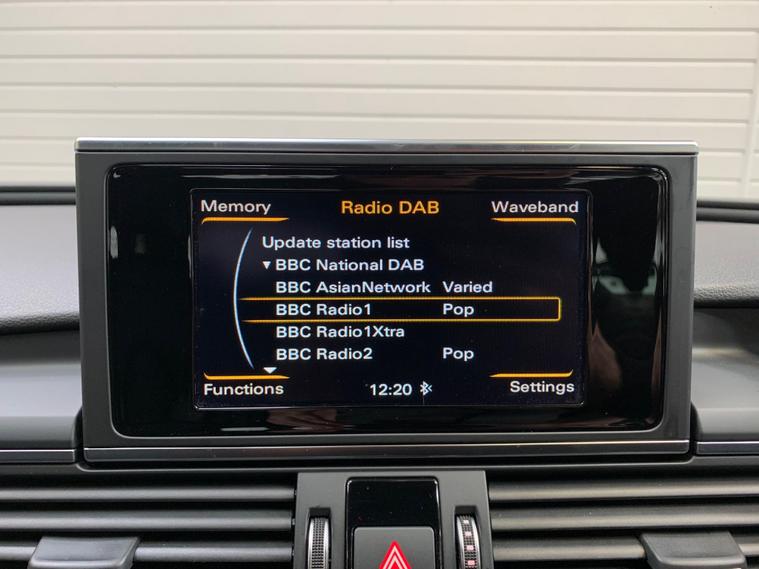 Memory Radio DAB Waveband
Update station list
▼ BBC National DAB
BBC AsianNetwork Varied
BBC Radio1 Pop
BBC Radio1Xtra
BBC Radio2 Pop
Functions 12:20 Settings